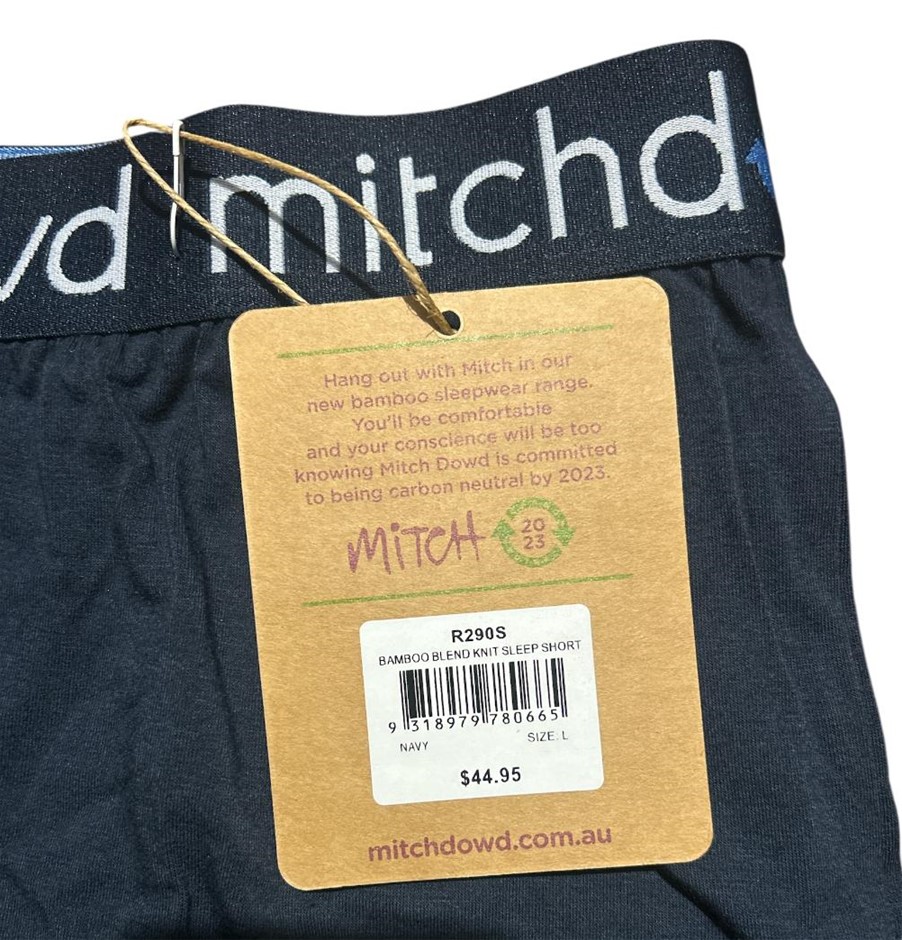 wd mitchd
Hang out with Mitch in our
new bamboo sleepwear range.
You'll be comfortable
and your conscience will be too
knowing Mitch Dowd is committed
to being carbon neutral by 2023.
MiTCH
20
23
R290S
BAMBOO BLEND KNIT SLEEP SHORT
9 318979 780665
NAVY SIZE: L
$44.95
mitchdowd.com.au